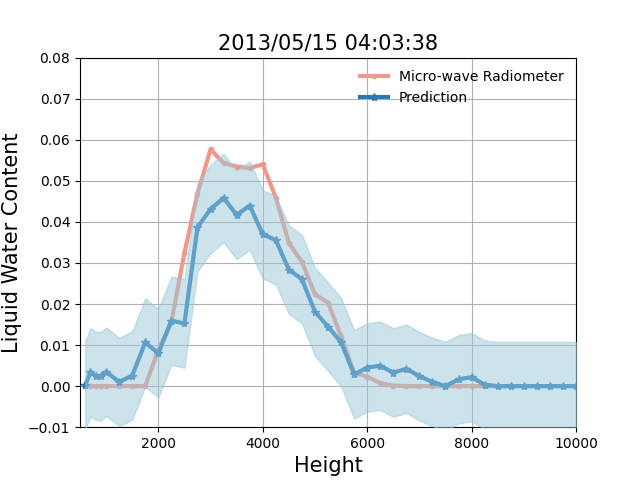 2013/05/15 04:03:38
Micro-wave Radiometer
Prediction
0.08
0.07
0.06
0.05
0.04
0.03
0.02
0.01
0.00
−0.01
Liquid Water Content
2000 4000 6000 8000 10000
Height